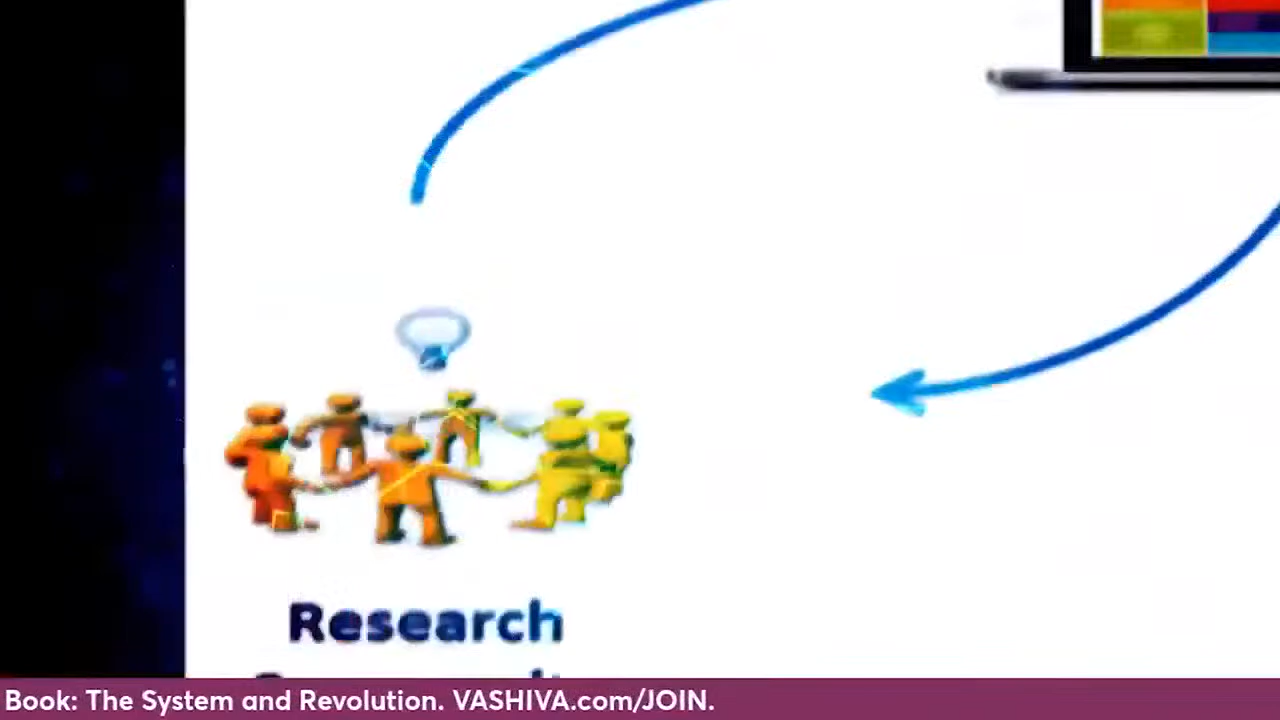 Research
Book: The System and Revolution. VASHIVA.com/JOIN.